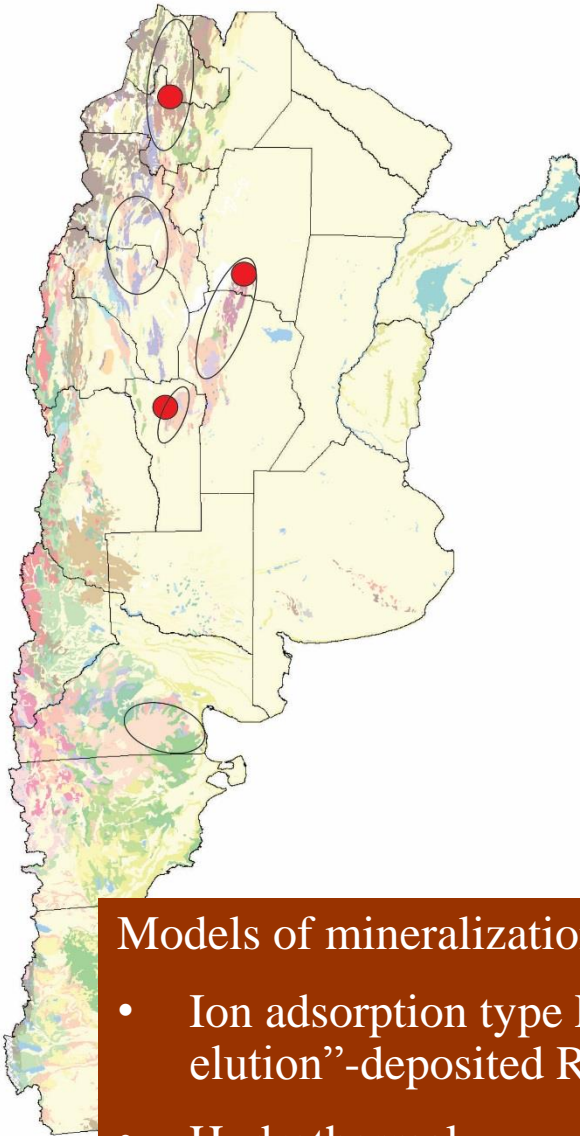 Models of mineralizatio
• Ion adsorption type
elution”-deposited R